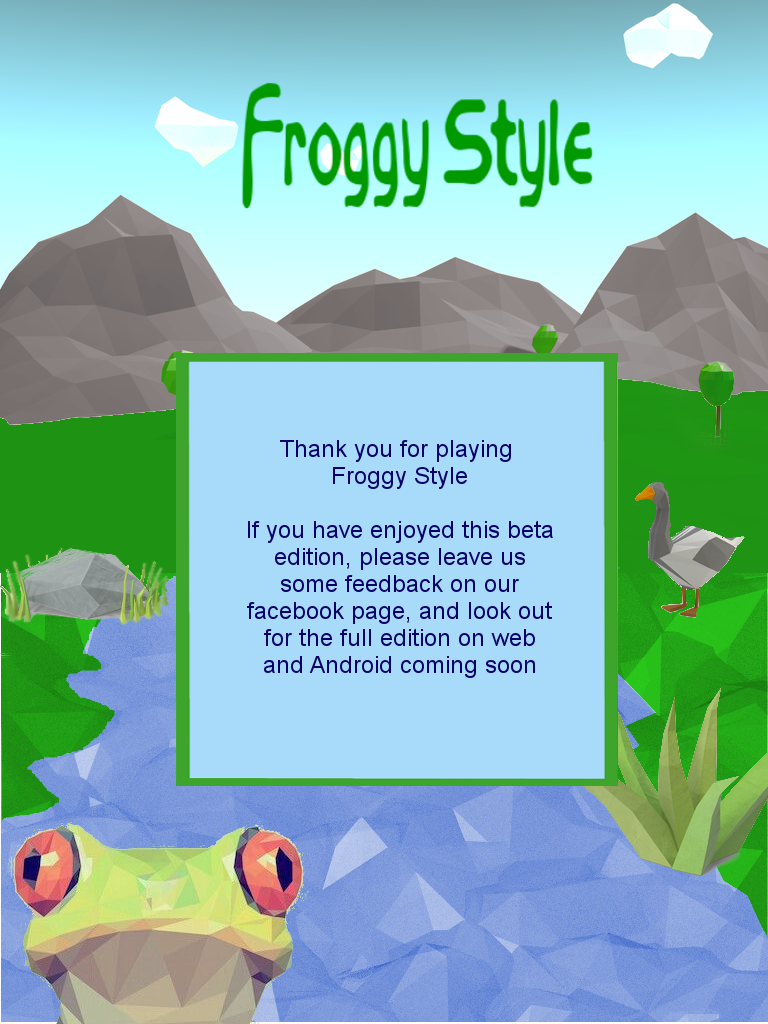 Froggy Style
Thank you for playing
Froggy Style
If you have enjoyed this beta
edition, please leave us
some feedback on our
facebook page, and look out
for the full edition on web
and Android coming soon